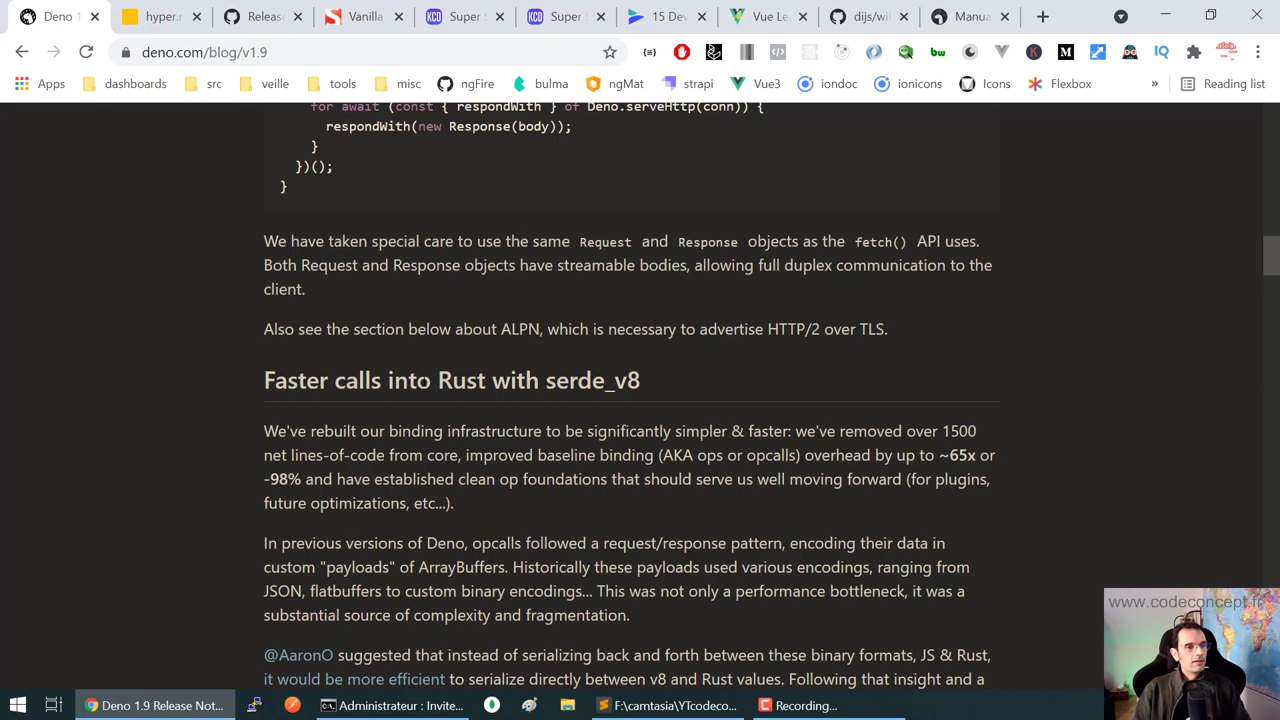 Deno 1
hyper.r
Release
Vanilla
Super S
Super S
15 Dev
Vue Le
dijs/wil
Manua
deno.com/blog/v1.9
Apps
dashboards
src
veille
tools
misc
ngFire
bulma
ngMat
strapi
Vue3
iondoc
ionicons
Icons
Flexbox
»
Reading list
for await (const { respondWith } of Deno.serveHttp(conn)) {
respondWith(new Response(body));
}
})();
}
We have taken special care to use the same Request and Response objects as the fetch() API uses.
Both Request and Response objects have streamable bodies, allowing full duplex communication to the
client.
Also see the section below about ALPN, which is necessary to advertise HTTP/2 over TLS.
Faster calls into Rust with serde_v8
We've rebuilt our binding infrastructure to be significantly simpler & faster: we've removed over 1500
net lines-of-code from core, improved baseline binding (AKA ops or opcalls) overhead by up to ~65x or
-98% and have established clean op foundations that should serve us well moving forward (for plugins,
future optimizations, etc...).
In previous versions of Deno, opcalls followed a request/response pattern, encoding their data in
custom "payloads" of ArrayBuffers. Historically these payloads used various encodings, ranging from
JSON, flatbuffers to custom binary encodings... This was not only a performance bottleneck, it was a
substantial source of complexity and fragmentation.
@AaronO suggested that instead of serializing back and forth between these binary formats, JS & Rust,
it would be more efficient to serialize directly between v8 and Rust values. Following that insight and a
www.codeconcept.fr
Deno 1.9 Release Not...
Administrateur : Invite...
F:\camtasia\YTcodeco...
Recording...